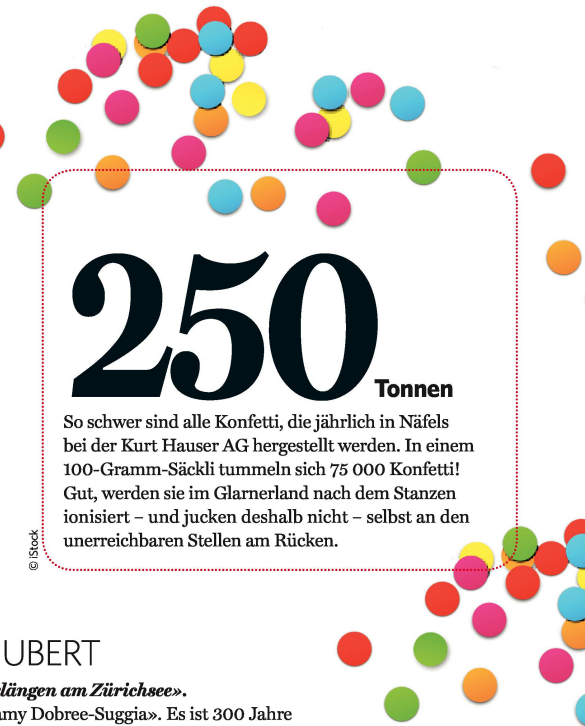 250
Tonnen
So schwer sind alle Konfetti, die jährlich in Näfels
bei der Kurt Hauser AG hergestellt werden. In einem
100-Gramm-Säckli tummeln sich 75 000 Konfetti!
Gut, werden sie im Glarnerland nach dem Stanzen
ionisiert – und jucken deshalb nicht – selbst an den
unerreichbaren Stellen am Rücken.
© iStock
UBERT
längen am Zürichsee».
amy Dobree-Suggia». Es ist 300 Jahre